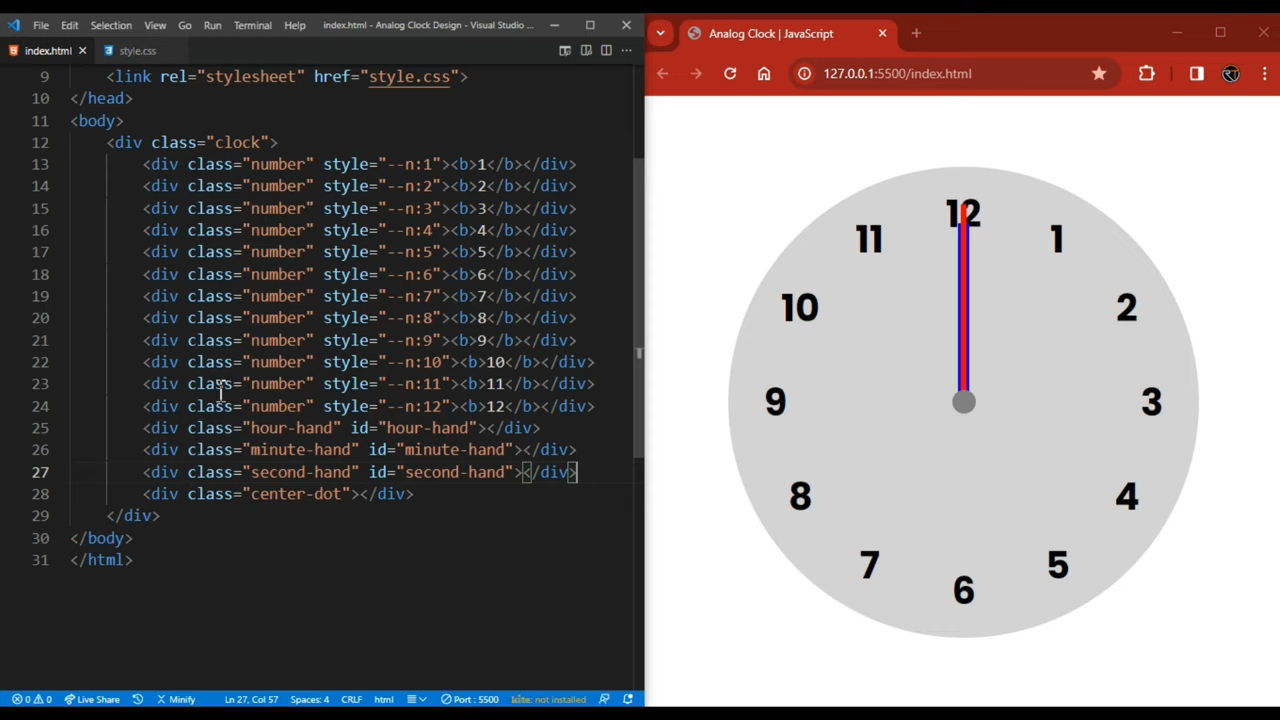 File Edit Selection View Go Run Terminal Help index.html - Analog Clock Design - Visual Studio ...
index.html style.css
9 <link rel="stylesheet" href="style.css">
10 </head>
11 <body>
12 <div class="clock">
13 <div class="number" style="--n:1"><b>1</b></div>
14 <div class="number" style="--n:2"><b>2</b></div>
15 <div class="number" style="--n:3"><b>3</b></div>
16 <div class="number" style="--n:4"><b>4</b></div>
17 <div class="number" style="--n:5"><b>5</b></div>
18 <div class="number" style="--n:6"><b>6</b></div>
19 <div class="number" style="--n:7"><b>7</b></div>
20 <div class="number" style="--n:8"><b>8</b></div>
21 <div class="number" style="--n:9"><b>9</b></div>
22 <div class="number" style="--n:10"><b>10</b></div>
23 <div class="number" style="--n:11"><b>11</b></div>
24 <div class="number" style="--n:12"><b>12</b></div>
25 <div class="hour-hand" id="hour-hand"></div>
26 <div class="minute-hand" id="minute-hand"></div>
27 <div class="second-hand" id="second-hand"></div>
28 <div class="center-dot"></div>
29 </div>
30 </body>
31 </html>
0 0 Live Share Minify Ln 27, Col 57 Spaces: 4 CRLF html Port : 5500 kite: not installed
Analog Clock | JavaScript
127.0.0.1:5500/index.html
12
11 1
10 2
9 3
8 4
7 5
6